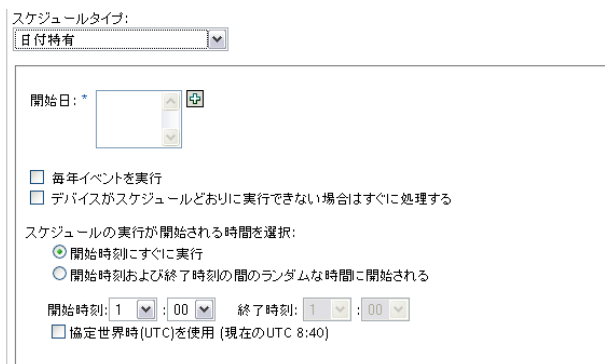 スケジュールタイプ:
日付特有
開始日: *
毎年イベントを実行
デバイスがスケジュールどおりに実行できない場合はすぐに処理する
スケジュールの実行が開始される時間を選択:
開始時刻にすぐに実行
開始時刻および終了時刻の間のランダムな時間に開始される
開始時刻: 1 : 00 終了時刻: 1 : 00
協定世界時(UTC)を使用 (現在のUTC 8:40)